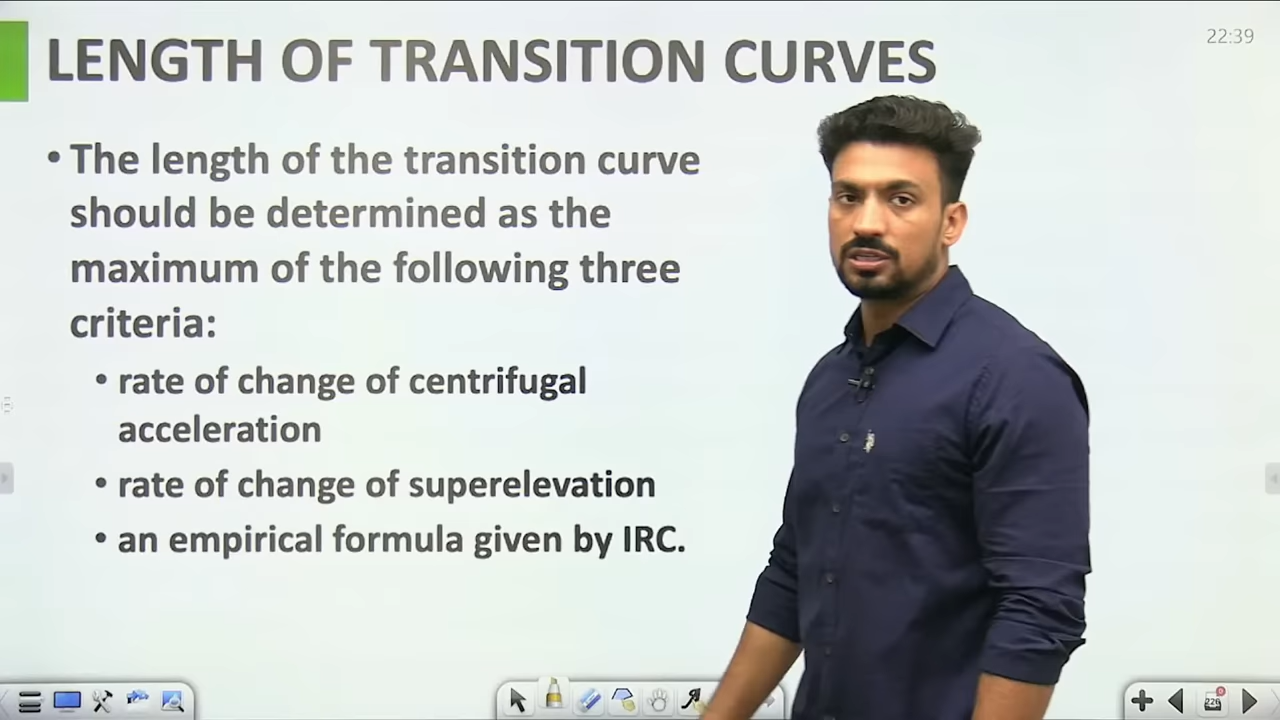 LENGTH OF TRANSITION CURVES
22:39
• The length of the transition curve
should be determined as the
maximum of the following three
criteria:
• rate of change of centrifugal
acceleration
• rate of change of superelevation
• an empirical formula given by IRC.